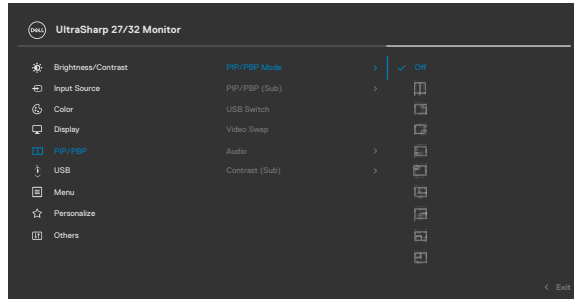 DELL UltraSharp 27/32 Monitor
Brightness/Contrast PIP/PBP Mode Off
Input Source PIP/PBP (Sub)
Color USB Switch
Display Video Swap
PIP/PBP Audio
USB Contrast (Sub)
Menu
Personalize
Others
Exit